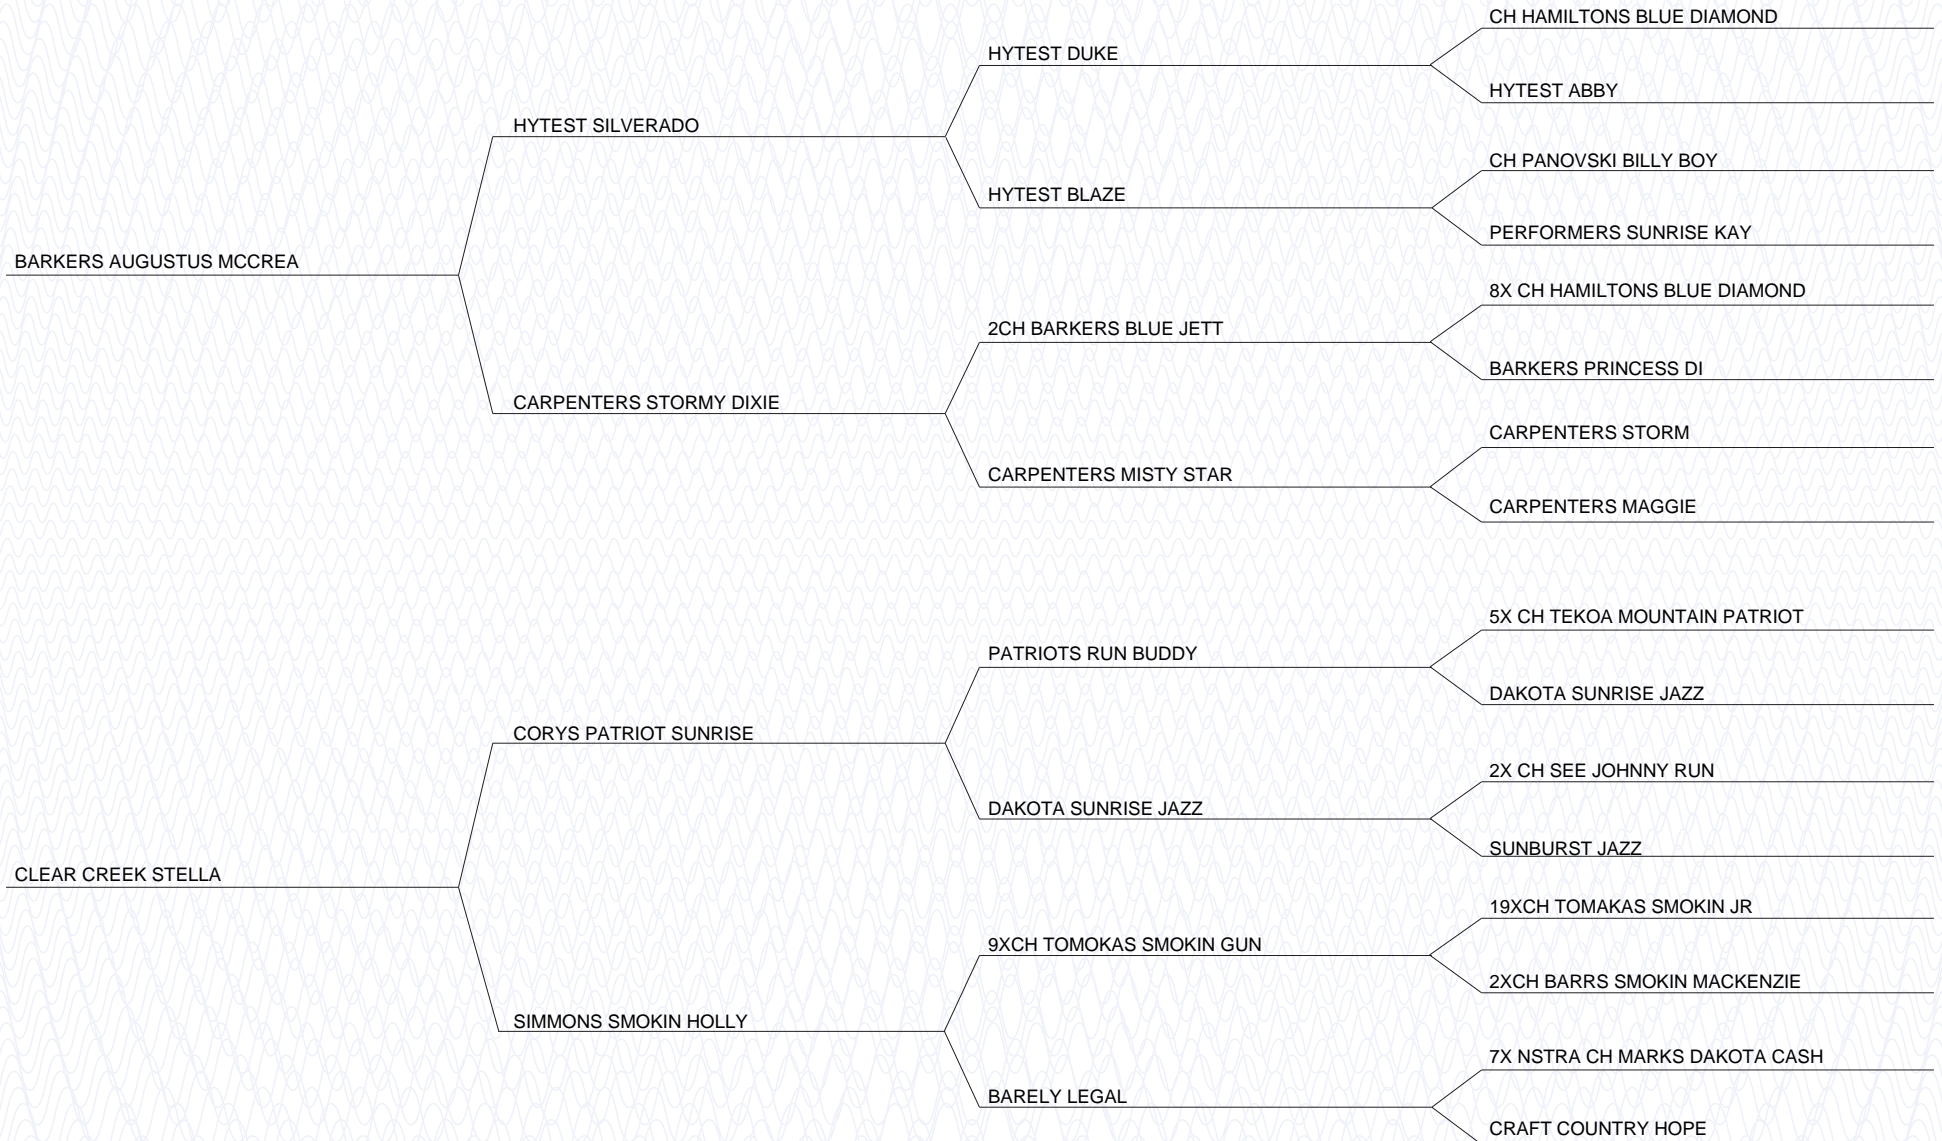 CH HAMILTONS BLUE DIAMOND
HYTEST DUKE
HYTEST ABBY
HYTEST SILVERADO
CH PANOVSKI BILLY BOY
HYTEST BLAZE
PERFORMERS SUNRISE KAY
BARKERS AUGUSTUS MCCREA
8X CH HAMILTONS BLUE DIAMOND
2CH BARKERS BLUE JETT
BARKERS PRINCESS DI
CARPENTERS STORMY DIXIE
CARPENTERS STORM
CARPENTERS MISTY STAR
CARPENTERS MAGGIE
5X CH TEKOA MOUNTAIN PATRIOT
PATRIOTS RUN BUDDY
DAKOTA SUNRISE JAZZ
CORYS PATRIOT SUNRISE
2X CH SEE JOHNNY RUN
DAKOTA SUNRISE JAZZ
SUNBURST JAZZ
CLEAR CREEK STELLA
19XCH TOMAKAS SMOKIN JR
9XCH TOMOKAS SMOKIN GUN
2XCH BARRS SMOKIN MACKENZIE
SIMMONS SMOKIN HOLLY
7X NSTRA CH MARKS DAKOTA CASH
BARELY LEGAL
CRAFT COUNTRY HOPE